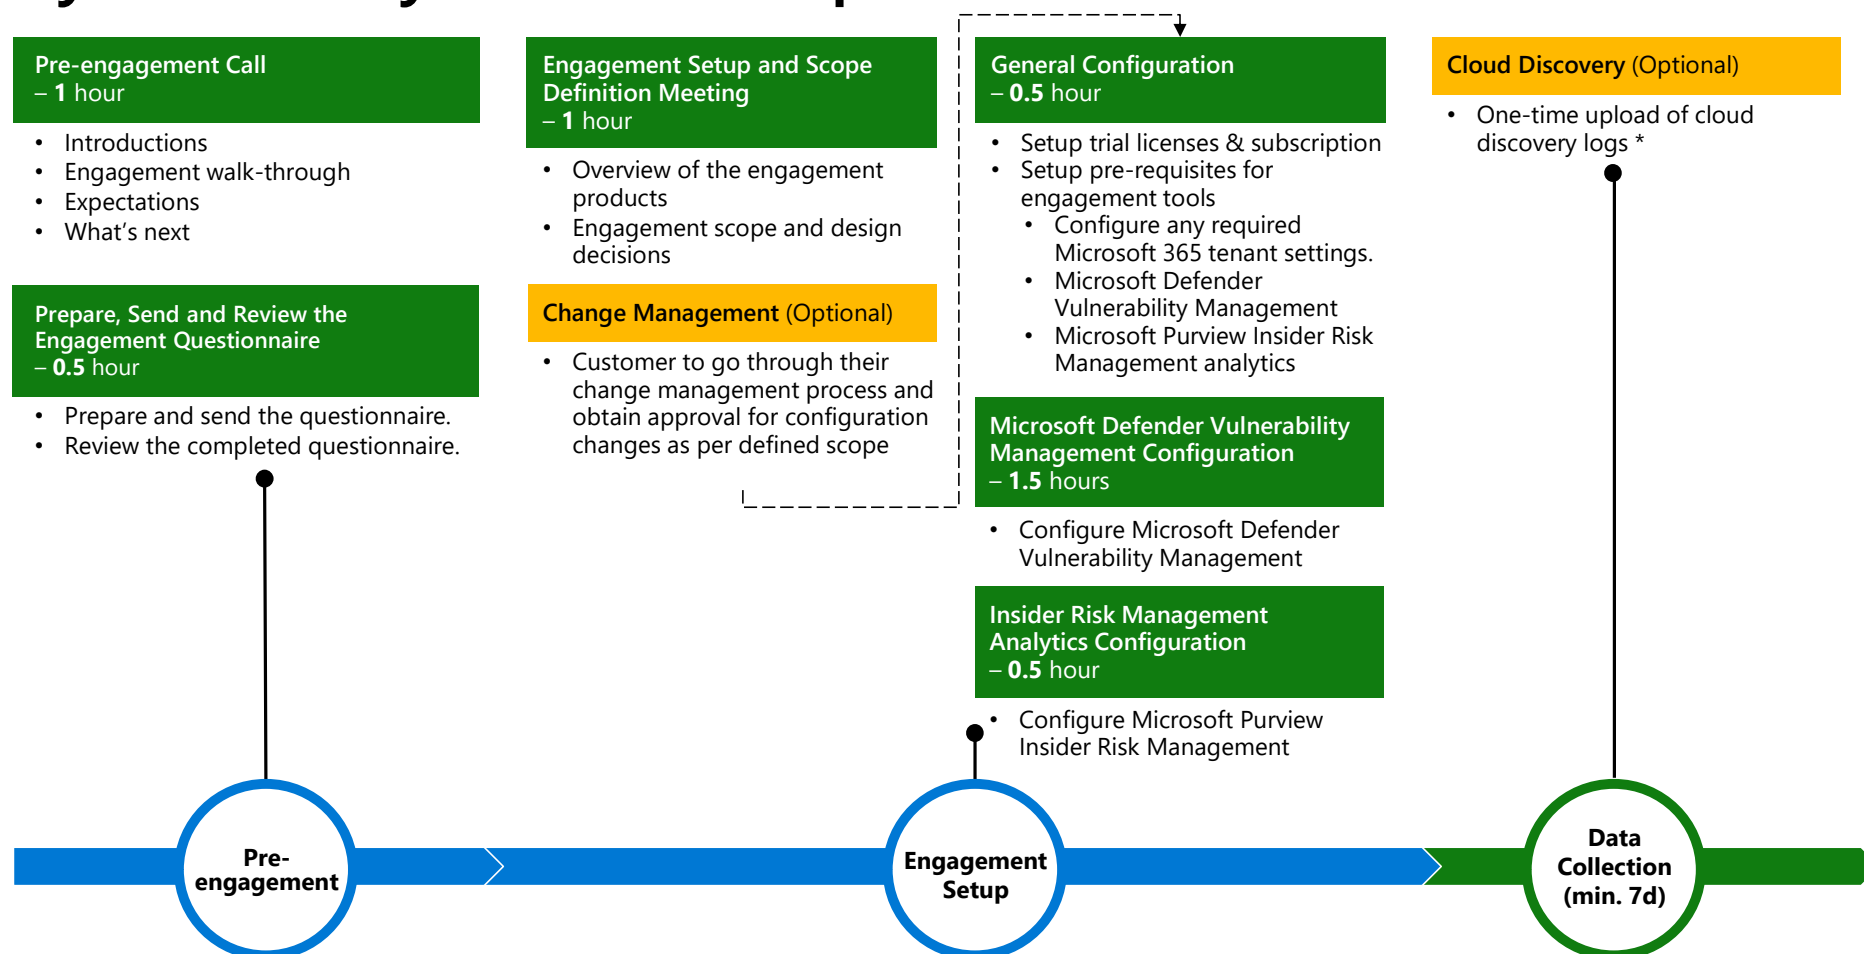 Pre-engagement Call
– 1 hour
• Introductions
• Engagement walk-through
• Expectations
• What's next
Prepare, Send and Review the
Engagement Questionnaire
– 0.5 hour
• Prepare and send the questionnaire.
• Review the completed questionnaire.
Engagement Setup and Scope
Definition Meeting
– 1 hour
• Overview of the engagement
products
• Engagement scope and design
decisions
Change Management (Optional)
• Customer to go through their
change management process and
obtain approval for configuration
changes as per defined scope
General Configuration
– 0.5 hour
• Setup trial licenses & subscription
• Setup pre-requisites for
engagement tools
• Configure any required
Microsoft 365 tenant settings.
• Microsoft Defender
Vulnerability Management
• Microsoft Purview Insider Risk
Management analytics
Microsoft Defender Vulnerability
Management Configuration
– 1.5 hours
• Configure Microsoft Defender
Vulnerability Management
Insider Risk Management
Analytics Configuration
– 0.5 hour
• Configure Microsoft Purview
Insider Risk Management
Cloud Discovery (Optional)
• One-time upload of cloud
discovery logs *
Pre-
engagement
Engagement
Setup
Data
Collection
(min. 7d)